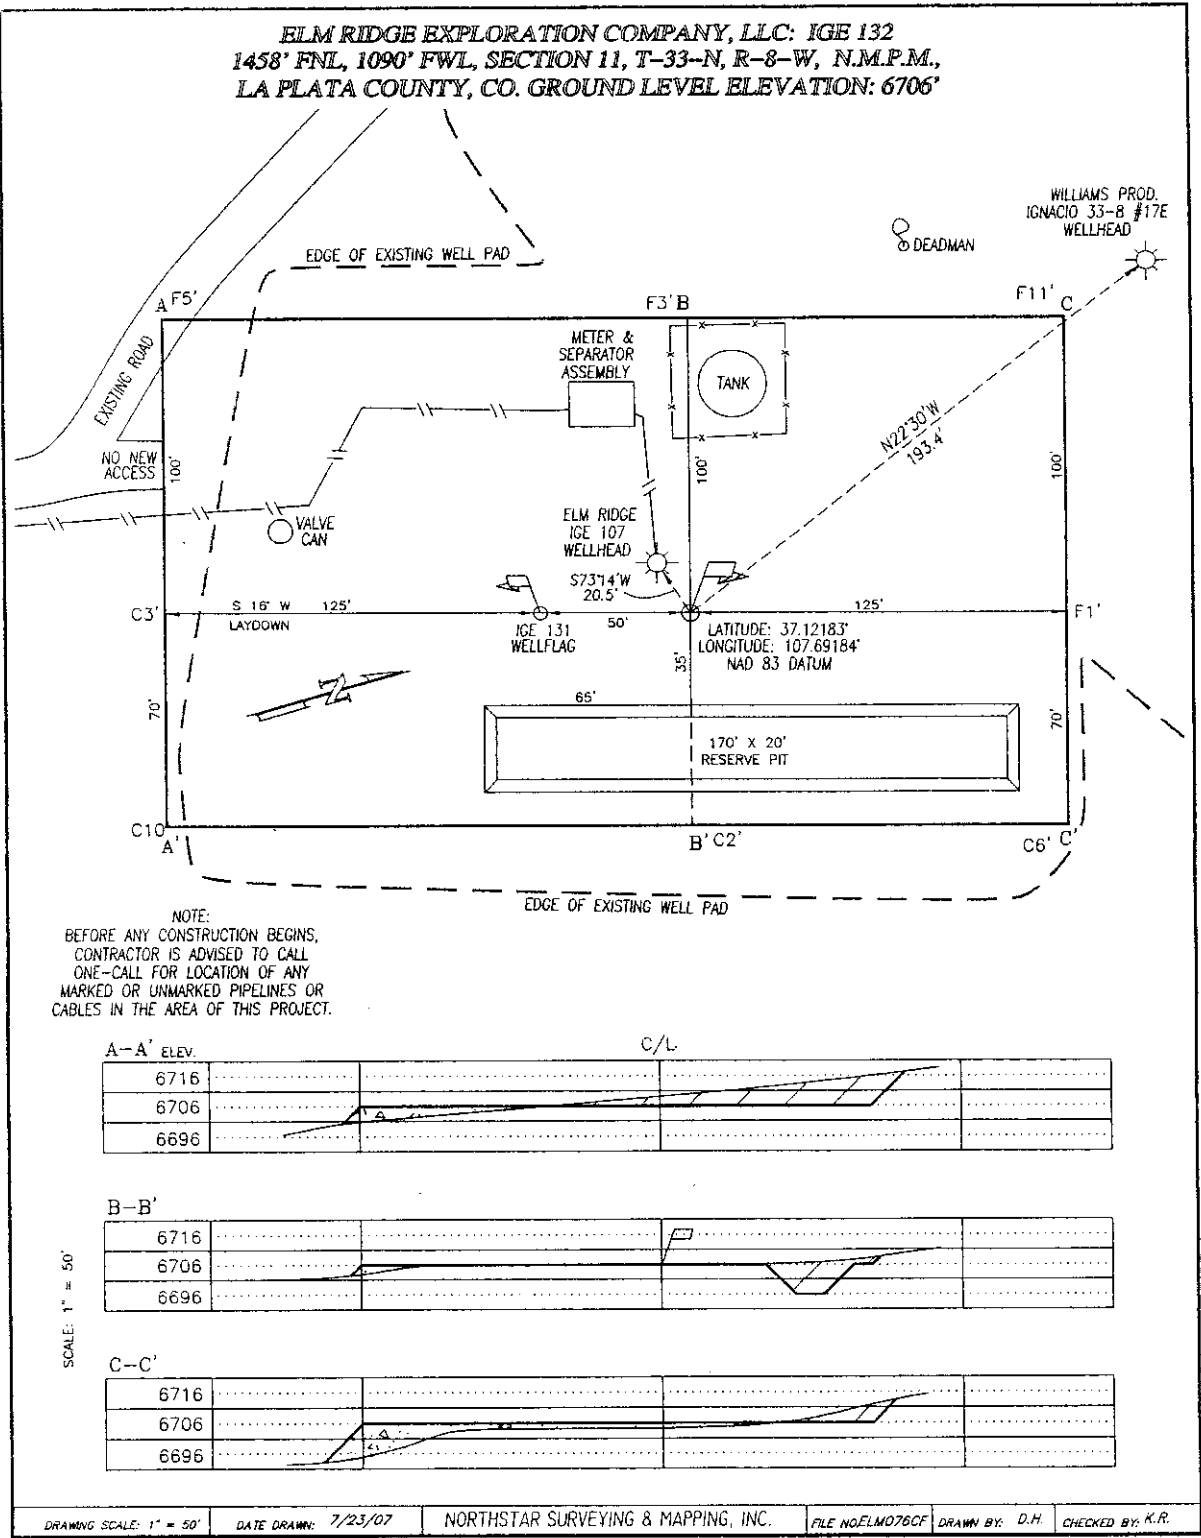 ELM RIDGE EXPLORATION COMPANY, LLC: IGE 132
1458' FNL, 1090' FWL, SECTION 11, T-33-N, R-8-W, N.M.P.M.,
LA PLATA COUNTY, CO. GROUND LEVEL ELEVATION: 6706'
WILLIAMS PROD.
IGNACIO 33-8 #17E
WELLHEAD
DEADMAN
EDGE OF EXISTING WELL PAD
A F5'
F3' B
F11' C
EXISTING ROAD
METER &
SEPARATOR
ASSEMBLY
TANK
N22°30'W
193.4'
NO NEW
ACCESS
100'
100'
100'
VALVE
CAN
ELM RIDGE
IGE 107
WELLHEAD
S73°14'W
20.5'
C3'
S 16° W 125'
LAYDOWN
IGE 131
WELLFLAG
50'
125'
F1'
LATITUDE: 37.12183°
LONGITUDE: 107.69184°
NAD 83 DATUM
35'
N
70'
65'
170' X 20'
RESERVE PIT
70'
C10'
A'
B' C2'
C6' C'
EDGE OF EXISTING WELL PAD
NOTE:
BEFORE ANY CONSTRUCTION BEGINS,
CONTRACTOR IS ADVISED TO CALL
ONE-CALL FOR LOCATION OF ANY
MARKED OR UNMARKED PIPELINES OR
CABLES IN THE AREA OF THIS PROJECT.
A-A' ELEV.
C/L
6716
6706
6696
B-B'
6716
6706
6696
SCALE: 1" = 50'
C-C'
6716
6706
6696
DRAWING SCALE: 1" = 50'
DATE DRAWN: 7/23/07
NORTHSTAR SURVEYING & MAPPING, INC.
FILE NO:ELM076CF
DRAWN BY: D.H.
CHECKED BY: K.R.